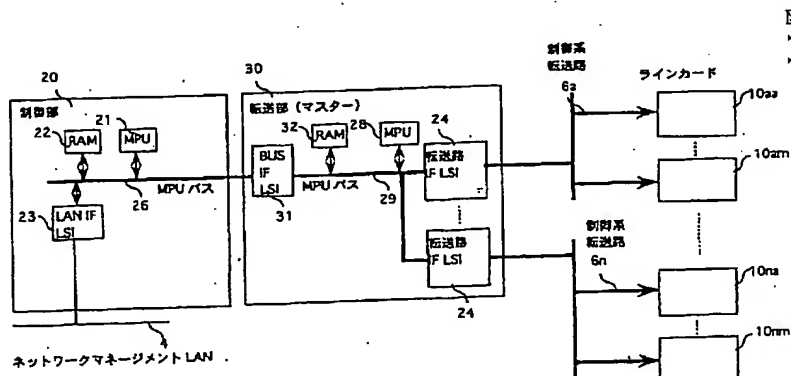 20
制御部
22
RAM
21
MPU
26
MPU バス
23
LAN IF
LSI
4
ネットワークマネージメント LAN
30
転送部 (マスター)
32
RAM
28
MPU
24
転送路
IF LSI
BUS
IF
LSI
31
MPU バス
29
転送路
IF LSI
24
制御系
転送路
6a
ラインカード
10aa
10am
制御系
転送路
6n
10na
10nm